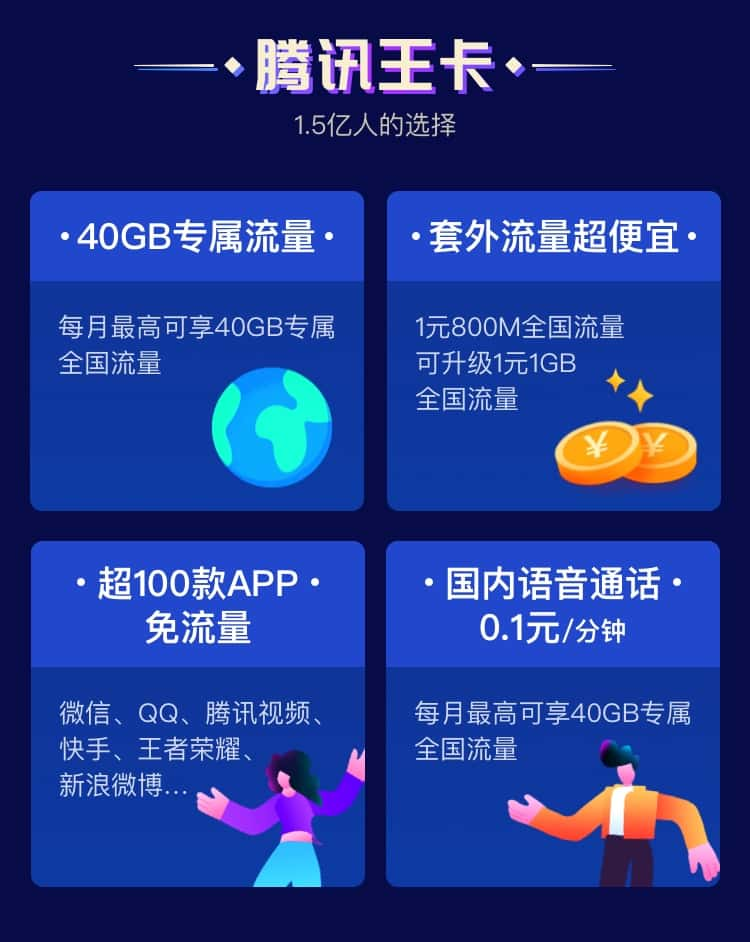 腾讯王卡
1.5亿人的选择
·40GB专属流量·
每月最高可享40GB专属
全国流量
·套外流量超便宜·
1元800M全国流量
可升级1元1GB
全国流量
¥ ¥
·超100款APP·
免流量
微信、QQ、腾讯视频、
快手、王者荣耀、
新浪微博...
·国内语音通话·
0.1元/分钟
每月最高可享40GB专属
全国流量